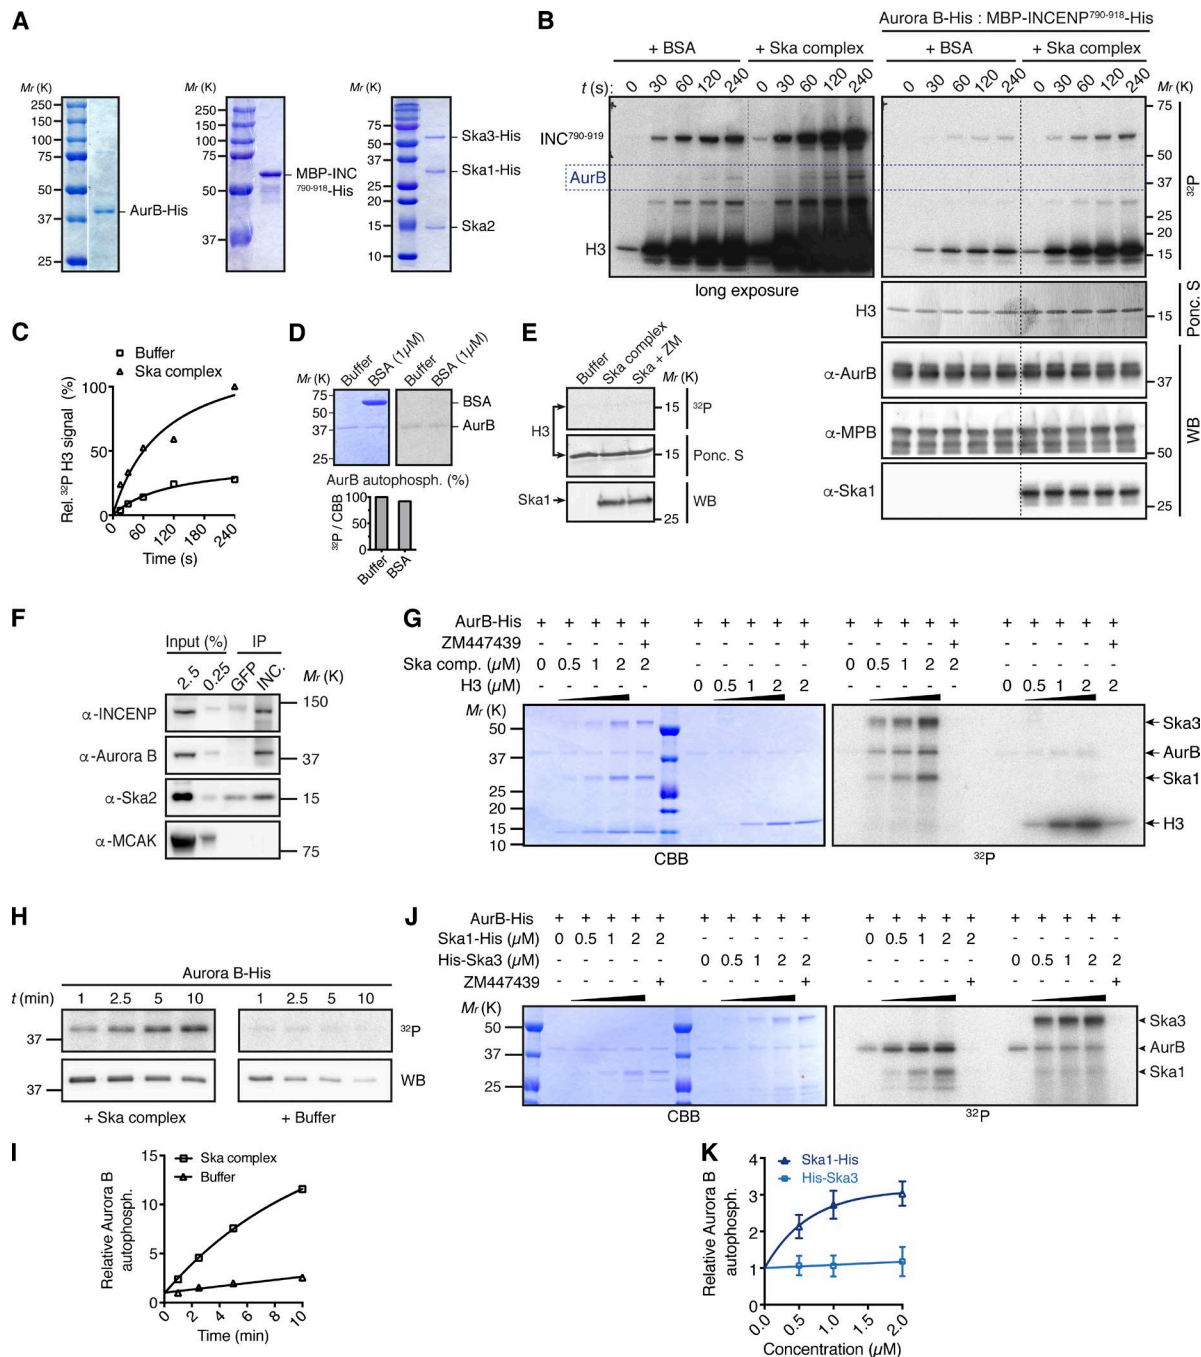 A
Mr (K)
250
150
100
75
50
37
25
AurB-His
Mr (K)
250
150
100
75
50
37
MBP-INC
790-918-His
Mr (K)
75
50
37
25
20
15
10
Ska3-His
Ska1-His
Ska2
B
Aurora B-His : MBP-INCENP790-918-His
+ BSA
+ Ska complex
+ BSA
+ Ska complex
t (s): 0 30 60 120 240 0 30 60 120 240
0 30 60 120 240 0 30 60 120 240 Mr (K)
INC790-919
AurB
H3
long exposure
75
50
37
25
20
15
32P
H3
15
Ponc. S
α-AurB
37
α-MPB
50
α-Ska1
25
WB
C
Buffer
Ska complex
Rel. 32P H3 signal (%)
100
50
0
0 60 120 180 240
Time (s)
D
Buffer
BSA (1µM)
Buffer
BSA (1µM)
Mr (K)
75
50
37
25
BSA
AurB
AurB autophosph. (%)
32P / CBB
100
50
0
Buffer
BSA
E
Buffer
Ska complex
Ska + ZM
Mr (K)
15
32P
H3
15
Ponc. S
Ska1
25
WB
F
Input (%)
IP
2.5 0.25 GFP INC.
Mr (K)
α-INCENP
150
α-Aurora B
37
α-Ska2
15
α-MCAK
75
G
AurB-His + + + + + + + + + + + + + + + + + + + +
ZM447439 - - - - + - - - - + - - - - + - - - - +
Ska comp. (µM) 0 0.5 1 2 2 - - - - - 0 0.5 1 2 2 - - - - -
H3 (µM) - - - - - 0 0.5 1 2 2 - - - - - 0 0.5 1 2 2
Mr (K)
50
37
25
20
15
10
Ska3
AurB
Ska1
H3
CBB
32P
H
Aurora B-His
t (min) 1 2.5 5 10 1 2.5 5 10
37
32P
37
WB
+ Ska complex
+ Buffer
I
Ska complex
Buffer
Relative Aurora B
autophosph.
15
10
5
0
0 2 4 6 8 10
Time (min)
J
AurB-His + + + + + + + + + + + + + + + + + + + +
Ska1-His (µM) 0 0.5 1 2 2 - - - - - 0 0.5 1 2 2 - - - - -
His-Ska3 (µM) - - - - - 0 0.5 1 2 2 - - - - - 0 0.5 1 2 2
ZM447439 - - - - + - - - - + - - - - + - - - - +
Mr (K)
50
37
25
Ska3
AurB
Ska1
CBB
32P
K
Ska1-His
His-Ska3
Relative Aurora B
autophosph.
4
3
2
1
0
0.0 0.5 1.0 1.5 2.0
Concentration (µM)